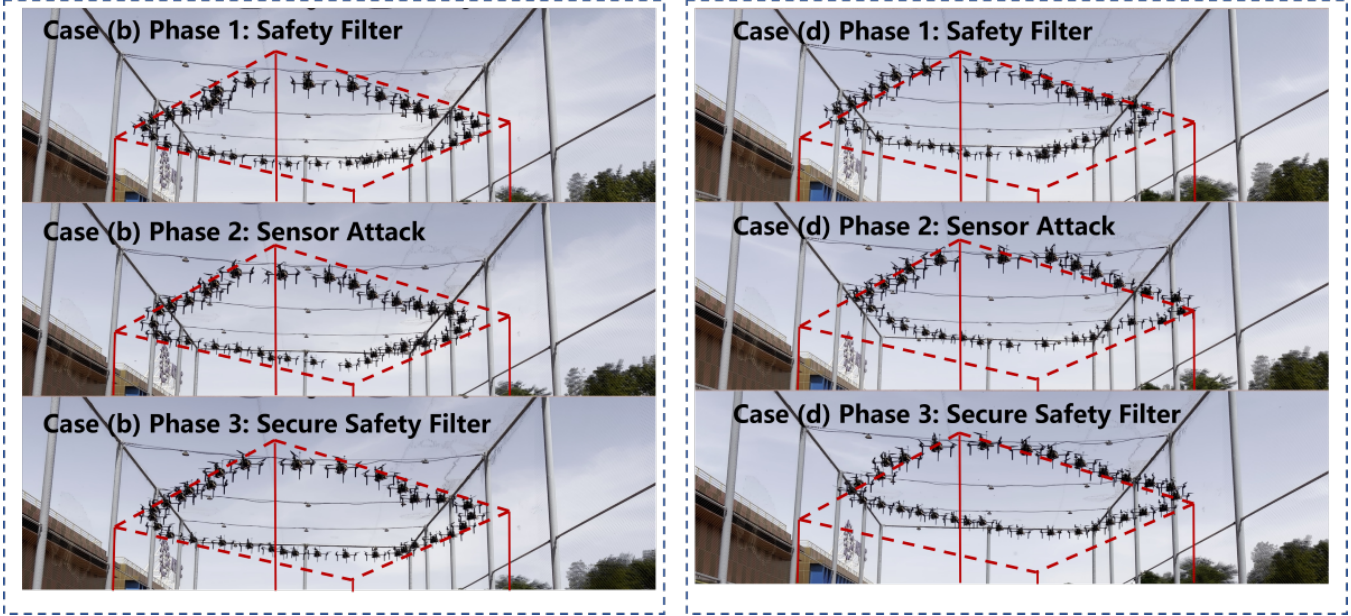 Case (b) Phase 1: Safety Filter
Case (b) Phase 2: Sensor Attack
Case (b) Phase 3: Secure Safety Filter
Case (d) Phase 1: Safety Filter
Case (d) Phase 2: Sensor Attack
Case (d) Phase 3: Secure Safety Filter